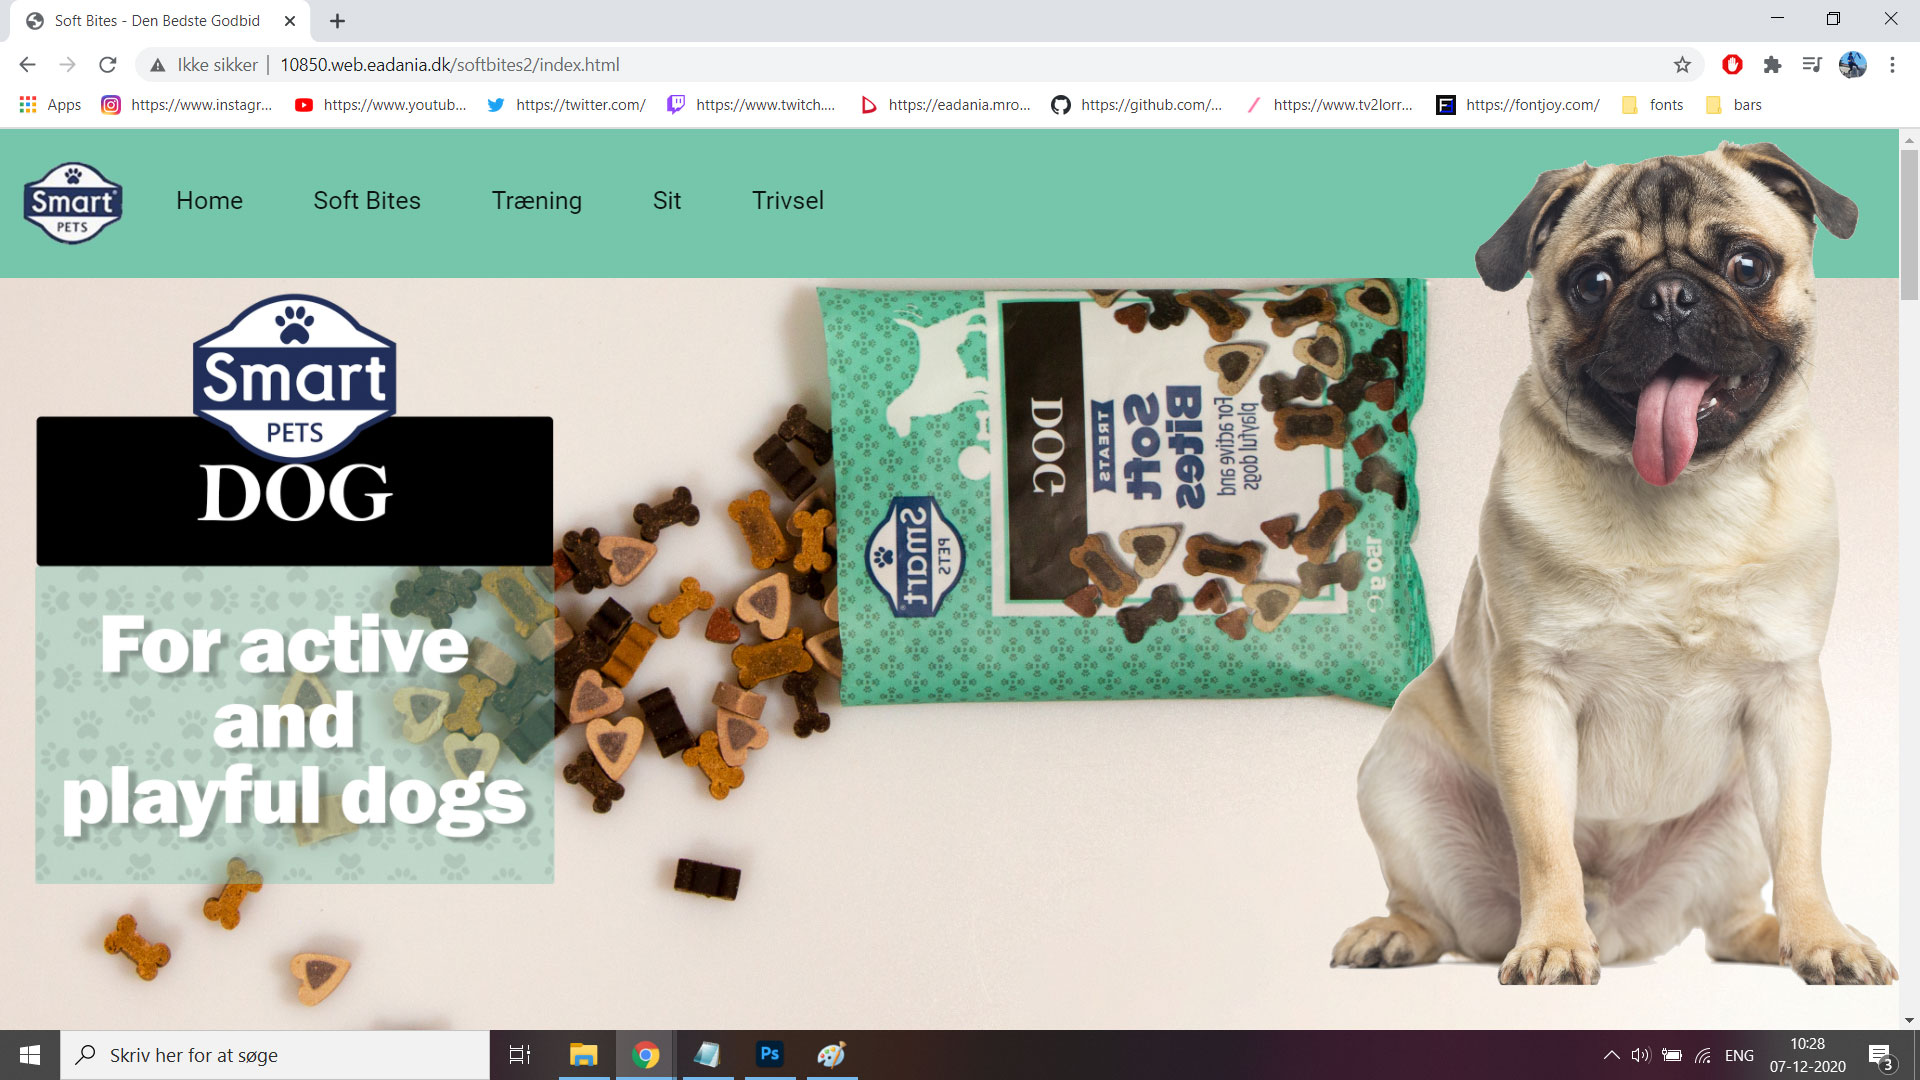 Soft Bites - Den Bedste Godbid
Ikke sikker | 10850.web.eadania.dk/softbites2/index.html
Apps https://www.instagr... https://www.youtub... https://twitter.com/ https://www.twitch.... https://eadania.mro... https://github.com/... https://www.tv2lorr... https://fontjoy.com/ fonts bars
Smart
PETS
Home Soft Bites Træning Sit Trivsel
Smart
PETS
DOG
For active
and
playful dogs
DOG
TREATS
Soft
Bites
For active and
playful dogs
Smart
PETS
150 g e
Skriv her for at søge
Ps
ENG
10:28
07-12-2020
3